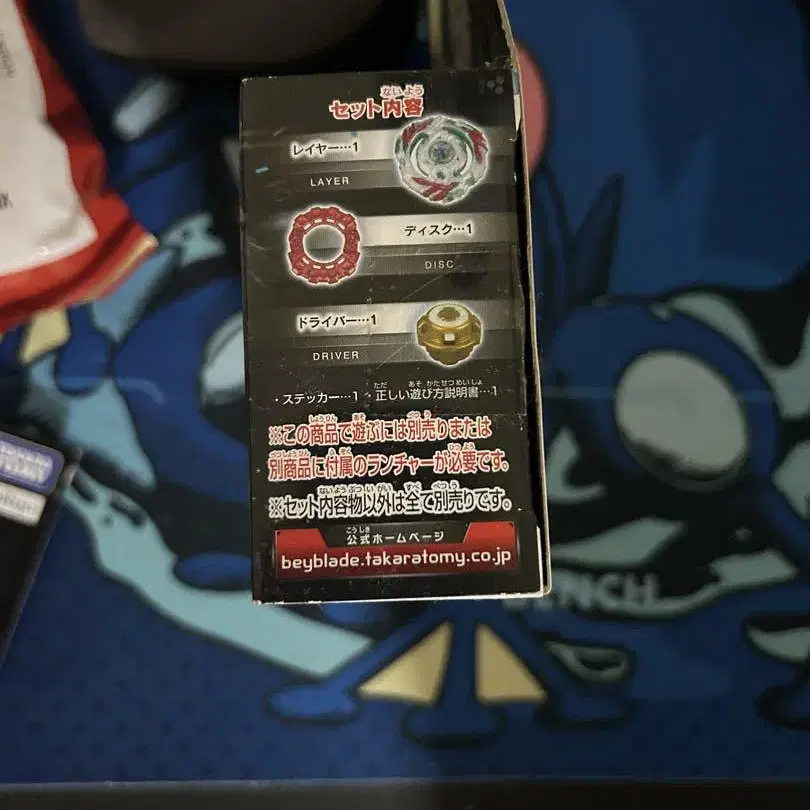 セット内容
レイヤー…1
LAYER
ディスク…1
DISC
ドライバー…1
DRIVER
・ステッカー…1 ・正しい遊び方説明書…1
※この商品で遊ぶには別売りまたは
別商品に付属のランチャーが必要です。
※セット内容物以外は全て別売りです。
公式ホームページ
beyblade.takaratomy.co.jp
BENCH